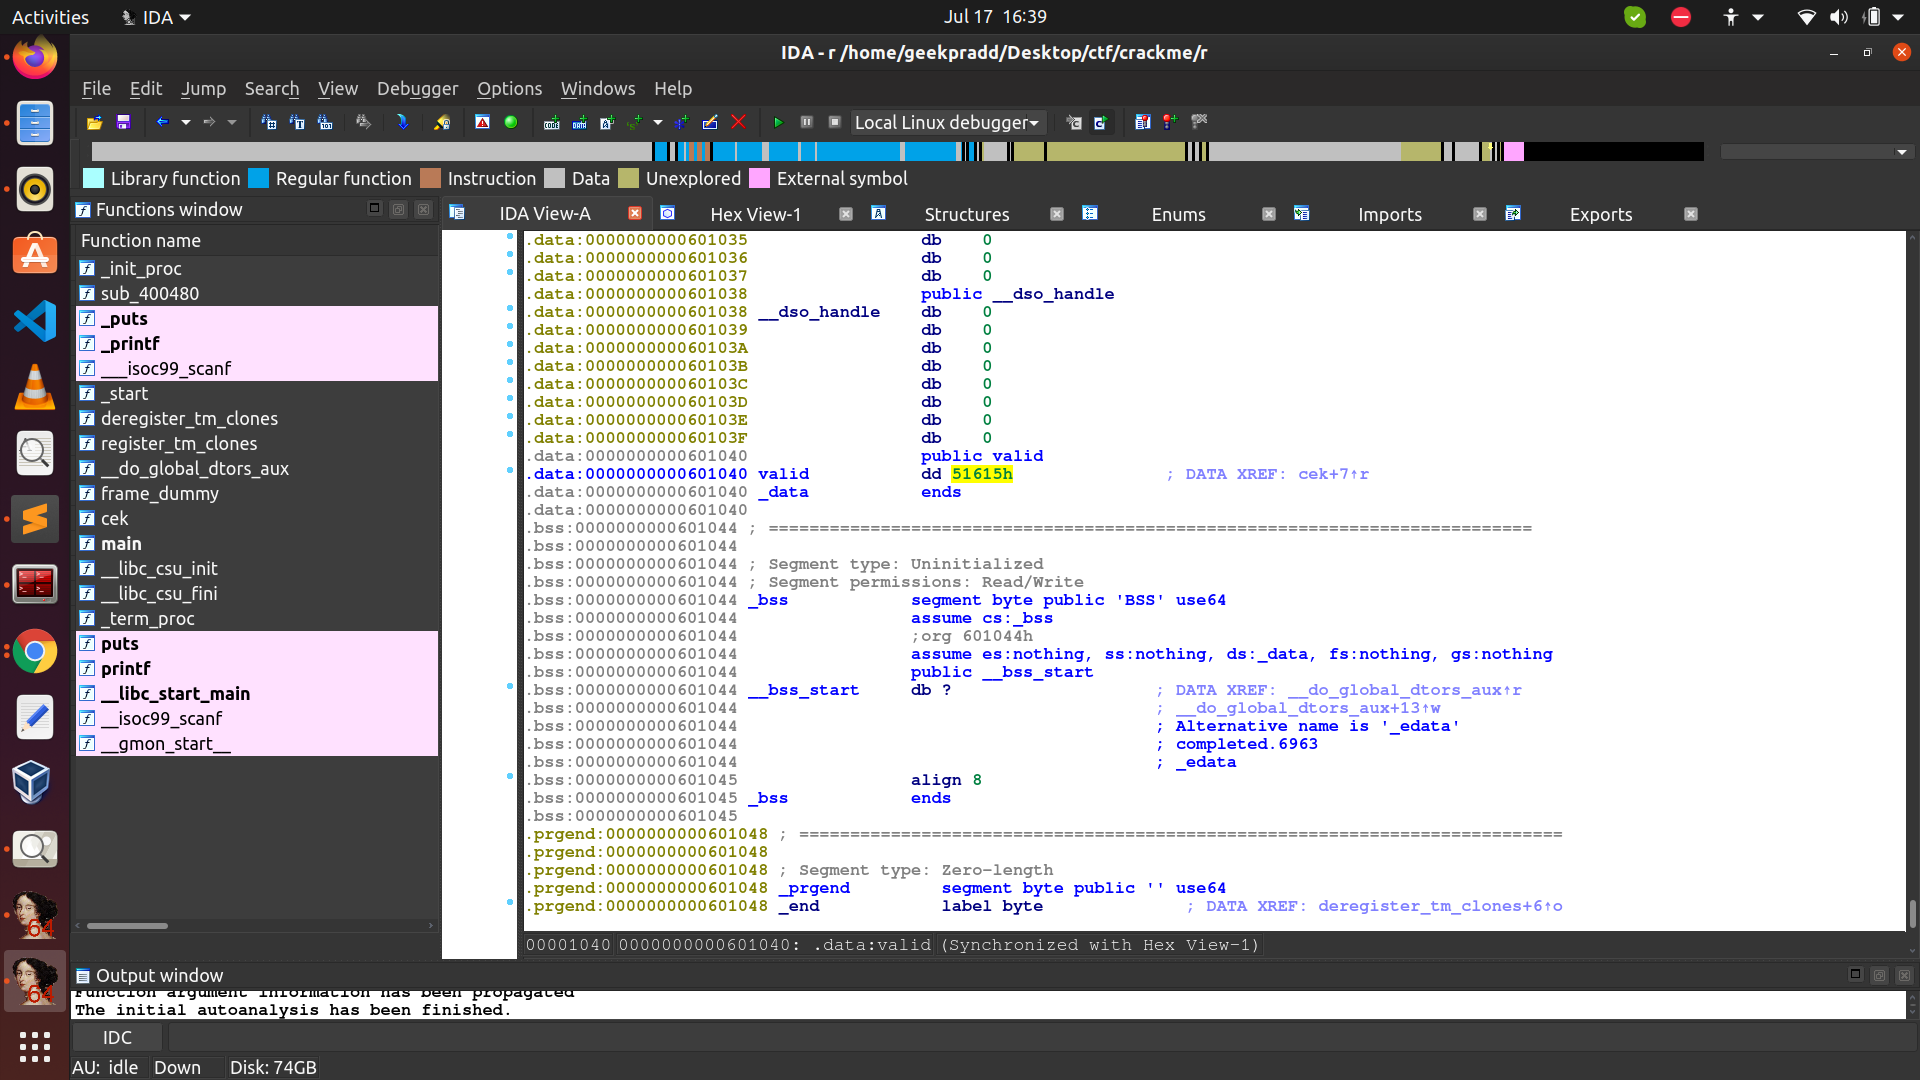 Activities IDA Jul 17 16:39
IDA - r /home/geekpradd/Desktop/ctf/crackme/r
File Edit Jump Search View Debugger Options Windows Help
Local Linux debugger
Library function Regular function Instruction Data Unexplored External symbol
Functions window
Function name
_init_proc
sub_400480
_puts
_printf
___isoc99_scanf
_start
deregister_tm_clones
register_tm_clones
__do_global_dtors_aux
frame_dummy
cek
main
__libc_csu_init
__libc_csu_fini
_term_proc
puts
printf
__libc_start_main
__isoc99_scanf
__gmon_start__
IDA View-A Hex View-1 Structures Enums Imports Exports
.data:0000000000601035 db 0
.data:0000000000601036 db 0
.data:0000000000601037 db 0
.data:0000000000601038 public __dso_handle
.data:0000000000601038 __dso_handle db 0
.data:0000000000601039 db 0
.data:000000000060103A db 0
.data:000000000060103B db 0
.data:000000000060103C db 0
.data:000000000060103D db 0
.data:000000000060103E db 0
.data:000000000060103F db 0
.data:0000000000601040 public valid
.data:0000000000601040 valid dd 51615h ; DATA XREF: cek+7↑r
.data:0000000000601040 _data ends
.data:0000000000601040
.bss:0000000000601044 ; ===========================================================================
.bss:0000000000601044
.bss:0000000000601044 ; Segment type: Uninitialized
.bss:0000000000601044 ; Segment permissions: Read/Write
.bss:0000000000601044 _bss segment byte public 'BSS' use64
.bss:0000000000601044 assume cs:_bss
.bss:0000000000601044 ;org 601044h
.bss:0000000000601044 assume es:nothing, ss:nothing, ds:_data, fs:nothing, gs:nothing
.bss:0000000000601044 public __bss_start
.bss:0000000000601044 __bss_start db ? ; DATA XREF: __do_global_dtors_aux↑r
.bss:0000000000601044 ; __do_global_dtors_aux+13↑w
.bss:0000000000601044 ; Alternative name is '_edata'
.bss:0000000000601044 ; completed.6963
.bss:0000000000601044 ; _edata
.bss:0000000000601045 align 8
.bss:0000000000601045 _bss ends
.bss:0000000000601045
.prgend:0000000000601048 ; ===========================================================================
.prgend:0000000000601048
.prgend:0000000000601048 ; Segment type: Zero-length
.prgend:0000000000601048 _prgend segment byte public '' use64
.prgend:0000000000601048 _end label byte ; DATA XREF: deregister_tm_clones+6↑o
00001040 0000000000601040: .data:valid (Synchronized with Hex View-1)
Output window
Function argument information has been propagated
The initial autoanalysis has been finished.
IDC
AU: idle Down Disk: 74GB
64
64